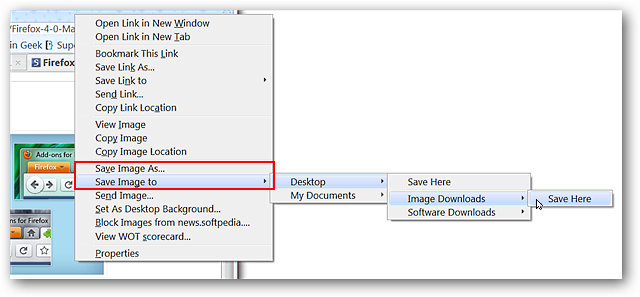 Firefox-4-0-Ma
in Geek
Sup
Firefox
Open Link in New Window
Open Link in New Tab
Bookmark This Link
Save Link As...
Save Link to
Send Link...
Copy Link Location
View Image
Copy Image
Copy Image Location
Save Image As...
Save Image to
Send Image...
Set As Desktop Background...
Block Images from news.softpedia....
View WOT scorecard...
Properties
Desktop
My Documents
Save Here
Image Downloads
Software Downloads
Save Here
Add-ons for
Firefox
ns for Firefox